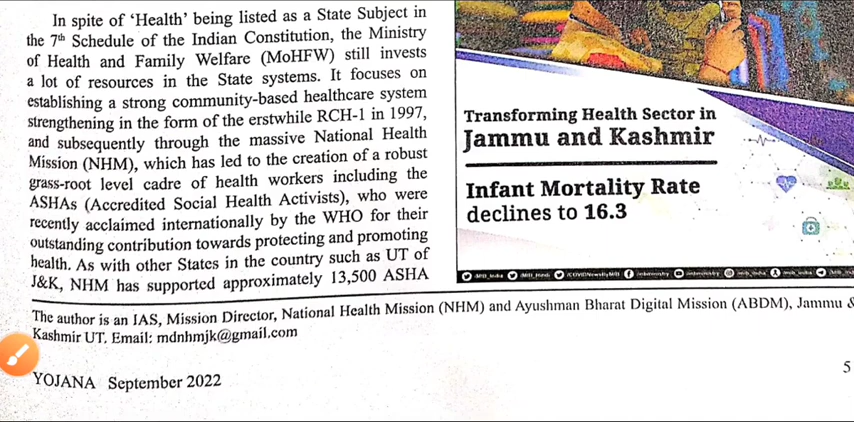 In spite of ‘Health’ being listed as a State Subject in
the 7th Schedule of the Indian Constitution, the Ministry
of Health and Family Welfare (MoHFW) still invests
a lot of resources in the State systems. It focuses on
establishing a strong community-based healthcare system
strengthening in the form of the erstwhile RCH-1 in 1997,
and subsequently through the massive National Health
Mission (NHM), which has led to the creation of a robust
grass-root level cadre of health workers including the
ASHAs (Accredited Social Health Activists), who were
recently acclaimed internationally by the WHO for their
outstanding contribution towards protecting and promoting
health. As with other States in the country such as UT of
J&K, NHM has supported approximately 13,500 ASHA
Transforming Health Sector in
Jammu and Kashmir
Infant Mortality Rate
declines to 16.3
The author is an IAS, Mission Director, National Health Mission (NHM) and Ayushman Bharat Digital Mission (ABDM), Jammu &
Kashmir UT. Email: mdnhmjk@gmail.com
YOJANA September 2022
5